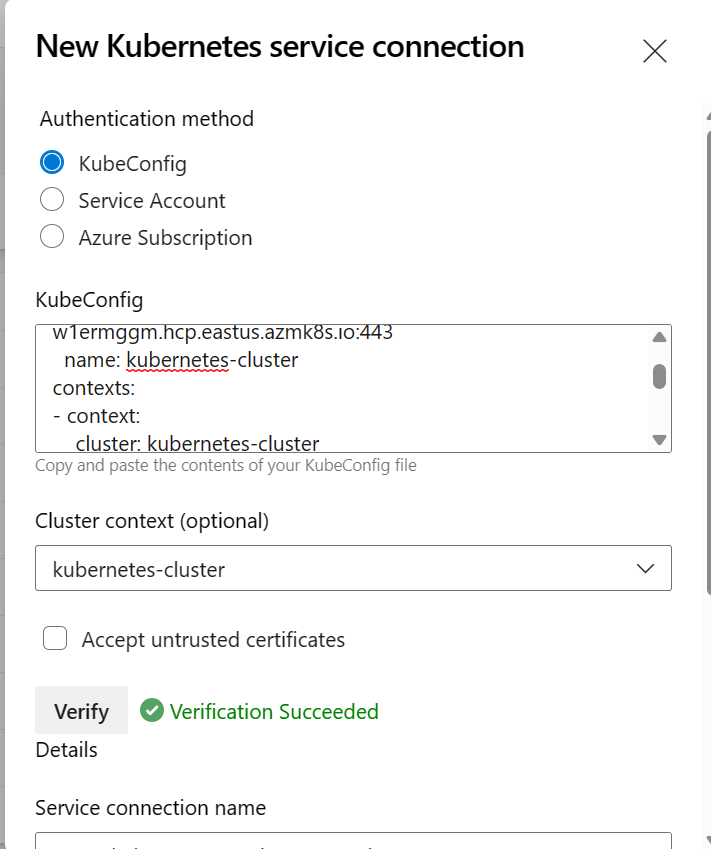 New Kubernetes service connection
Authentication method
KubeConfig
Service Account
Azure Subscription
KubeConfig
w1ermggm.hcp.eastus.azmk8s.io:443
name: kubernetes-cluster
contexts:
- context:
cluster: kubernetes-cluster
Copy and paste the contents of your KubeConfig file
Cluster context (optional)
kubernetes-cluster
Accept untrusted certificates
Verify Verification Succeeded
Details
Service connection name